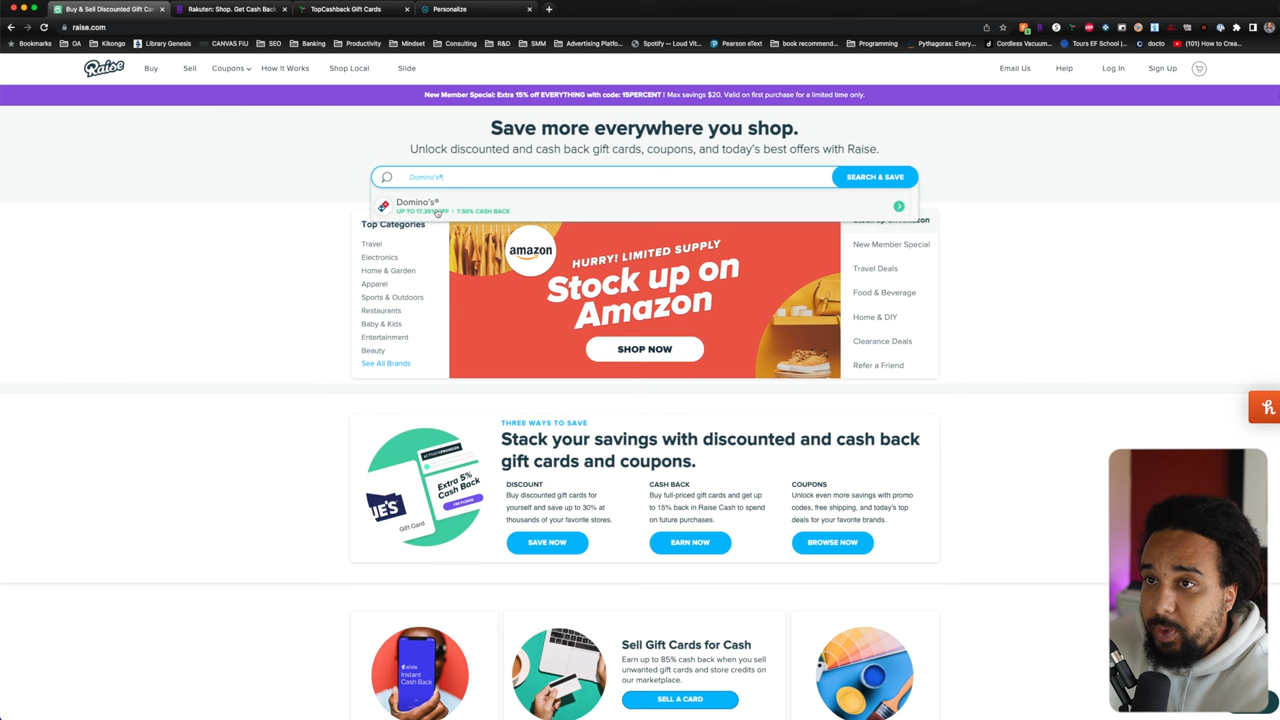 Buy & Sell Discounted Gift Car
Rakuten: Shop. Get Cash Back
TopCashback Gift Cards
Personalize
raise.com
Bookmarks
OA
Kikongo
Library Genesis
CANVAS FIU
SEO
Banking
Productivity
Mindset
Consulting
R&D
SMM
Advertising Platfo...
Spotify — Loud Vit...
Pearson eText
book recommend...
Programming
Pythagoras: Every...
Cordless Vacuum...
Tours EF School |...
docto
(101) How to Crea...
Raise
Buy
Sell
Coupons
How It Works
Shop Local
Slide
Email Us
Help
Log In
Sign Up
New Member Special: Extra 15% off EVERYTHING with code: 15PERCENT | Max savings $20. Valid on first purchase for a limited time only.
Save more everywhere you shop.
Unlock discounted and cash back gift cards, coupons, and today's best offers with Raise.
Domino's®
SEARCH & SAVE
Domino's®
7.50% CASH BACK
Top Categories
Travel
Electronics
Home & Garden
Apparel
Sports & Outdoors
Restaurants
Baby & Kids
Entertainment
Beauty
See All Brands
amazon
HURRY! LIMITED SUPPLY
Stock up on
Amazon
SHOP NOW
Stock up on Amazon
New Member Special
Travel Deals
Food & Beverage
Home & DIY
Clearance Deals
Refer a Friend
THREE WAYS TO SAVE
Stack your savings with discounted and cash back
gift cards and coupons.
Extra 5%
Cash Back
Gift Card
DISCOUNT
Buy discounted gift cards for
yourself and save up to 30% at
thousands of your favorite stores.
SAVE NOW
CASH BACK
Buy full-priced gift cards and get up
to 15% back in Raise Cash to spend
on future purchases.
EARN NOW
COUPONS
Unlock even more savings with promo
codes, free shipping, and today's top
deals for your favorite brands.
BROWSE NOW
slide
Instant
Cash Back
Sell Gift Cards for Cash
Earn up to 85% cash back when you sell
unwanted gift cards and store credits on
our marketplace.
SELL A CARD